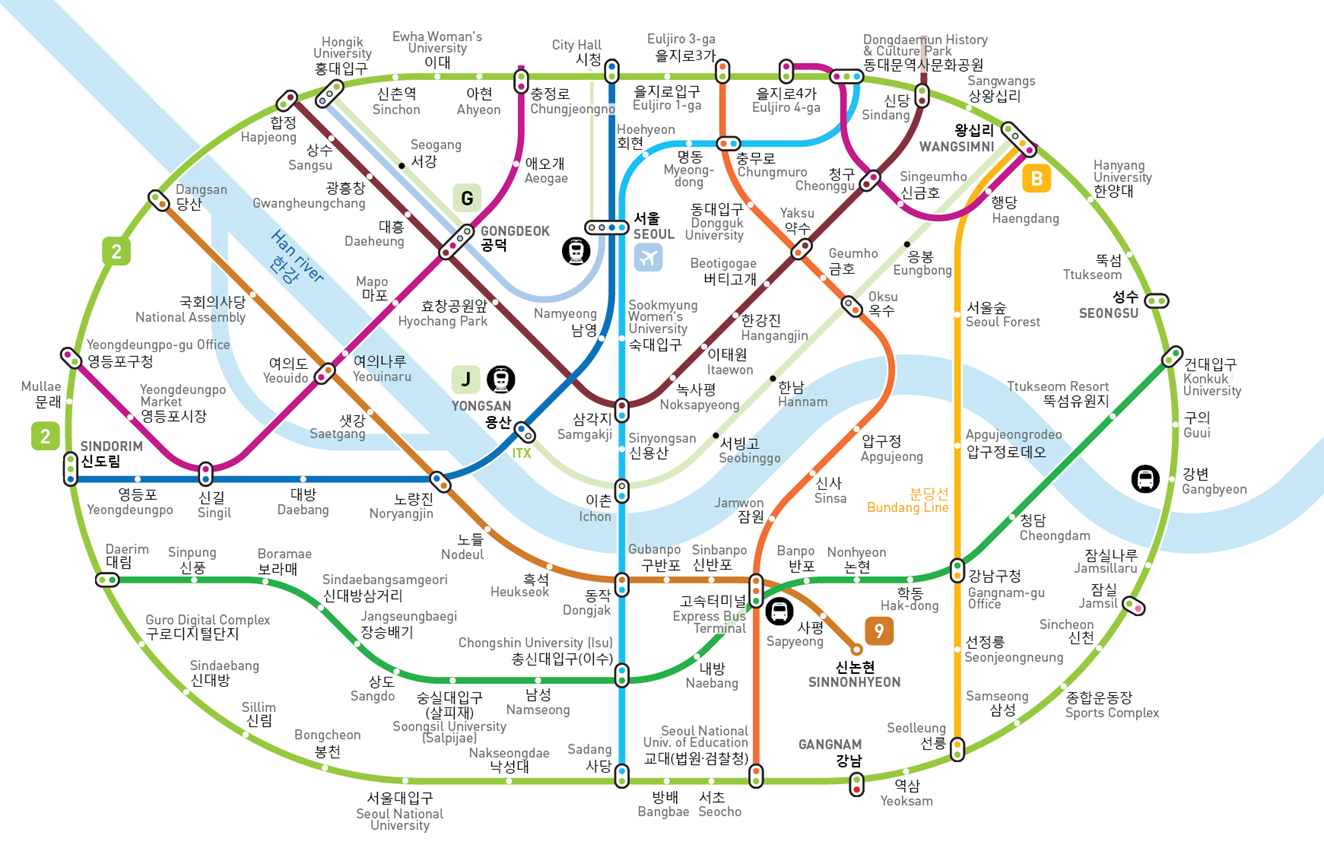 Hongik
University
홍대입구
Ewha Woman's
University
이대
City Hall
시청
Euljiro 3-ga
을지로3가
Dongdaemun History
& Culture Park
동대문역사문화공원
Sangwangs
상왕십리
합정
Hapjeong
신촌역
Sinchon
아현
Ahyeon
충정로
Chungjeongno
을지로입구
Euljiro 1-ga
을지로4가
Euljiro 4-ga
신당
Sindang
왕십리
WANGSIMNI
상수
Sangsu
Seogang
서강
애오개
Aeogae
Hoehyeon
회현
명동
Myeong-
dong
충무로
Chungmuro
청구
Cheonggu
Singeumho
신금호
B
행당
Haengdang
Hanyang
University
한양대
Dangsan
당산
광흥창
Gwangheungchang
G
대흥
Daeheung
GONGDEOK
공덕
서울
SEOUL
동대입구
Dongguk
University
Yaksu
약수
2
Han river
한강
Geumho
금호
응봉
Eungbong
뚝섬
Ttukseom
Beotigogae
버티고개
국회의사당
National Assembly
Mapo
마포
효창공원앞
Hyochang Park
Namyeong
남영
Sookmyung
Women's
University
숙대입구
Oksu
옥수
한강진
Hangangjin
서울숲
Seoul Forest
성수
SEONGSU
Yeongdeungpo-gu Office
영등포구청
여의도
Yeouido
여의나루
Yeouinaru
이태원
Itaewon
건대입구
Konkuk
University
Mullae
문래
Yeongdeungpo
Market
영등포시장
J
YONGSAN
용산
ITX
녹사평
Noksapyeong
한남
Hannam
Ttukseom Resort
뚝섬유원지
샛강
Saetgang
삼각지
Samgakji
구의
Guui
2
SINDORIM
신도림
Sinyongsan
신용산
서빙고
Seobinggo
압구정
Apgujeong
Apgujeongrodeo
압구정로데오
영등포
Yeongdeungpo
신길
Singil
대방
Daebang
노량진
Noryangjin
이촌
Ichon
신사
Sinsa
분당선
Bundang Line
강변
Gangbyeon
Jamwon
잠원
청담
Cheongdam
Daerim
대림
Sinpung
신풍
Boramae
보라매
노들
Nodeul
Gubanpo
구반포
Sinbanpo
신반포
Banpo
반포
Nonhyeon
논현
잠실나루
Jamsillaru
Sindaebangsamgeori
신대방삼거리
흑석
Heukseok
동작
Dongjak
고속터미널
Express Bus
Terminal
학동
Hak-dong
강남구청
Gangnam-gu
Office
잠실
Jamsil
Guro Digital Complex
구로디지털단지
Jangseungbaegi
장승배기
Chongshin University (Isu)
총신대입구(이수)
사평
Sapyeong
9
Sincheon
신천
Sindaebang
신대방
상도
Sangdo
숭실대입구
(살피재)
Soongsil University
(Salpijae)
남성
Namseong
내방
Naebang
신논현
SINNONHYEON
선정릉
Seonjeongneung
Sillim
신림
Samseong
삼성
종합운동장
Sports Complex
Bongcheon
봉천
Nakseongdae
낙성대
Sadang
사당
Seoul National
Univ. of Education
교대(법원·검찰청)
GANGNAM
강남
Seolleung
선릉
서울대입구
Seoul National
University
방배
Bangbae
서초
Seocho
역삼
Yeoksam